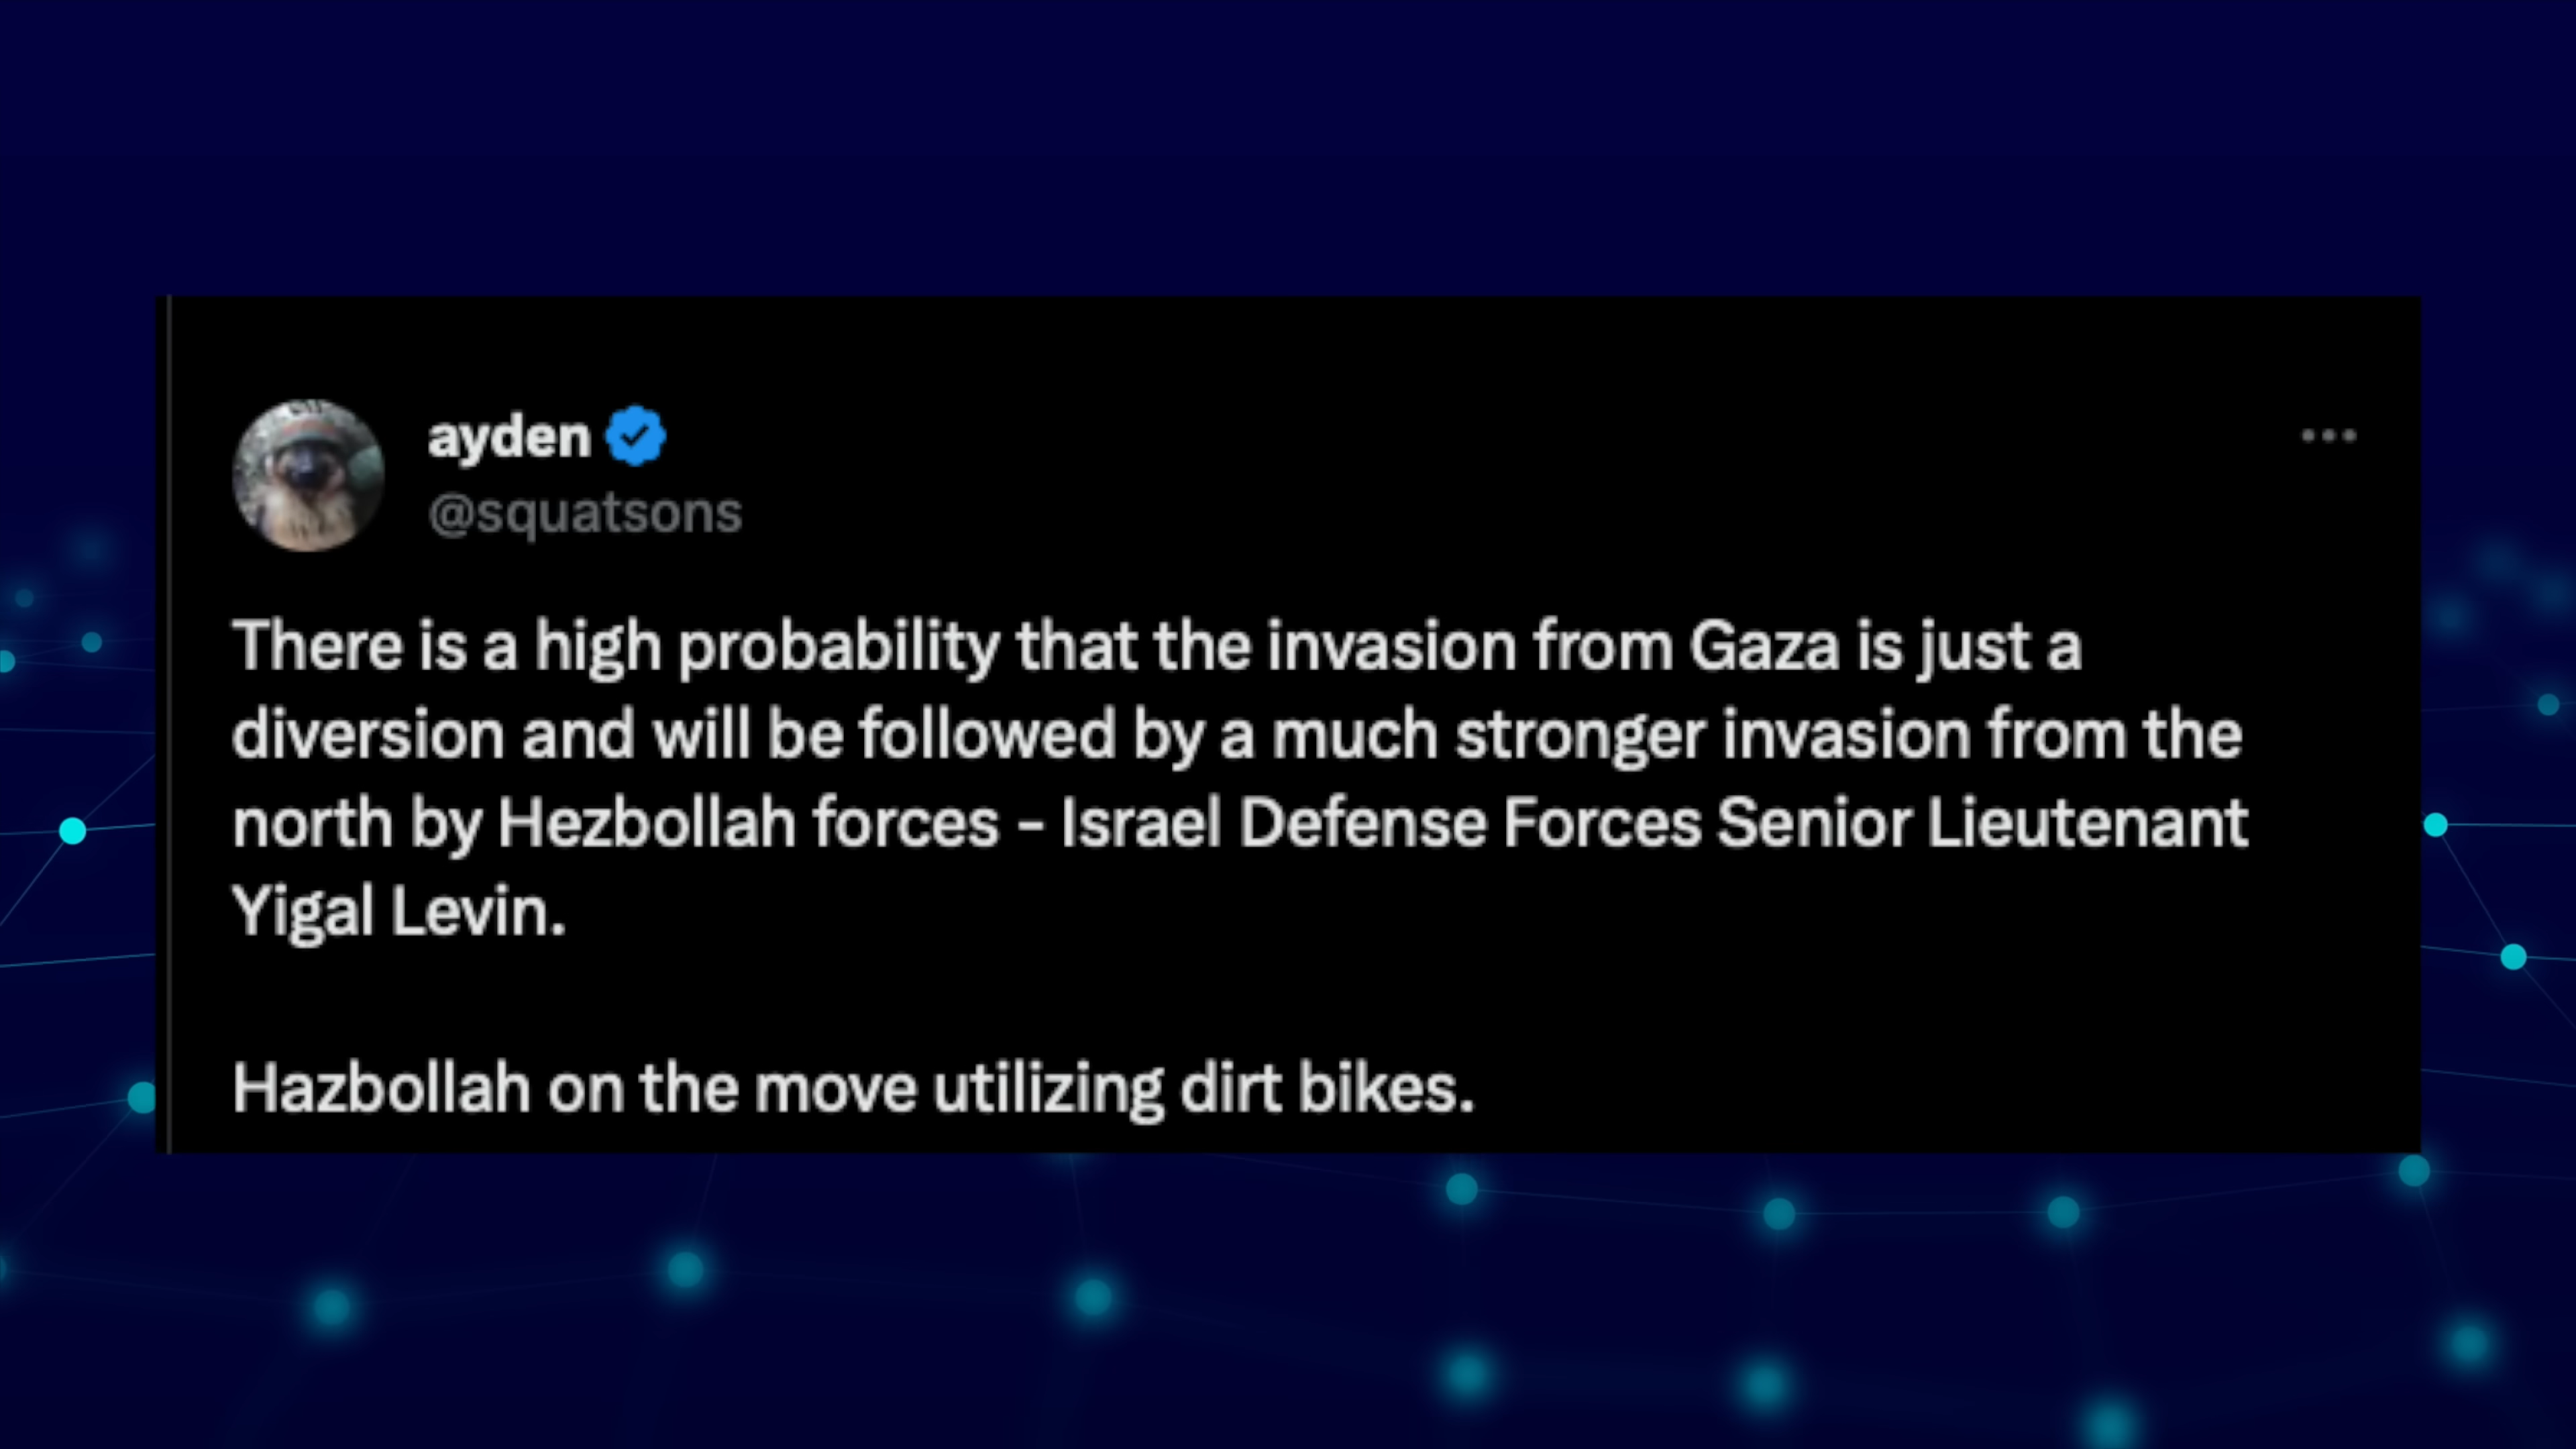 ayden
@squatsons
There is a high probability that the invasion from Gaza is just a
diversion and will be followed by a much stronger invasion from the
north by Hezbollah forces - Israel Defense Forces Senior Lieutenant
Yigal Levin.
Hazbollah on the move utilizing dirt bikes.